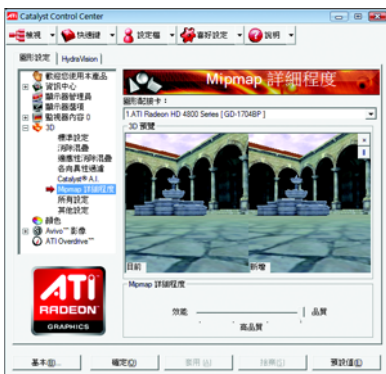 Catalyst Control Center
檢視 快速鍵 設定檔 喜好設定 說明
圖形設定 HydraVision
歡迎您使用本產品
資訊中心
顯示器管理員
顯示器選項
監視器內容 0
3D
標準設定
消除混疊
適應性消除混疊
各向異性過濾
Catalyst® A.I.
Mipmap 詳細程度
所有設定
其他設定
顏色
Avivo™ 影像
ATI Overdrive™
ATI
RADEON
GRAPHICS
Mipmap 詳細程度
圖形配接卡：
1.ATI Radeon HD 4800 Series [ GD-1704BP ]
3D 預覽
目前 新增
Mipmap 詳細程度
效能 品質
高品質
基本(B)... 確定(O) 套用 (A) 捨棄(S) 預設值(D)